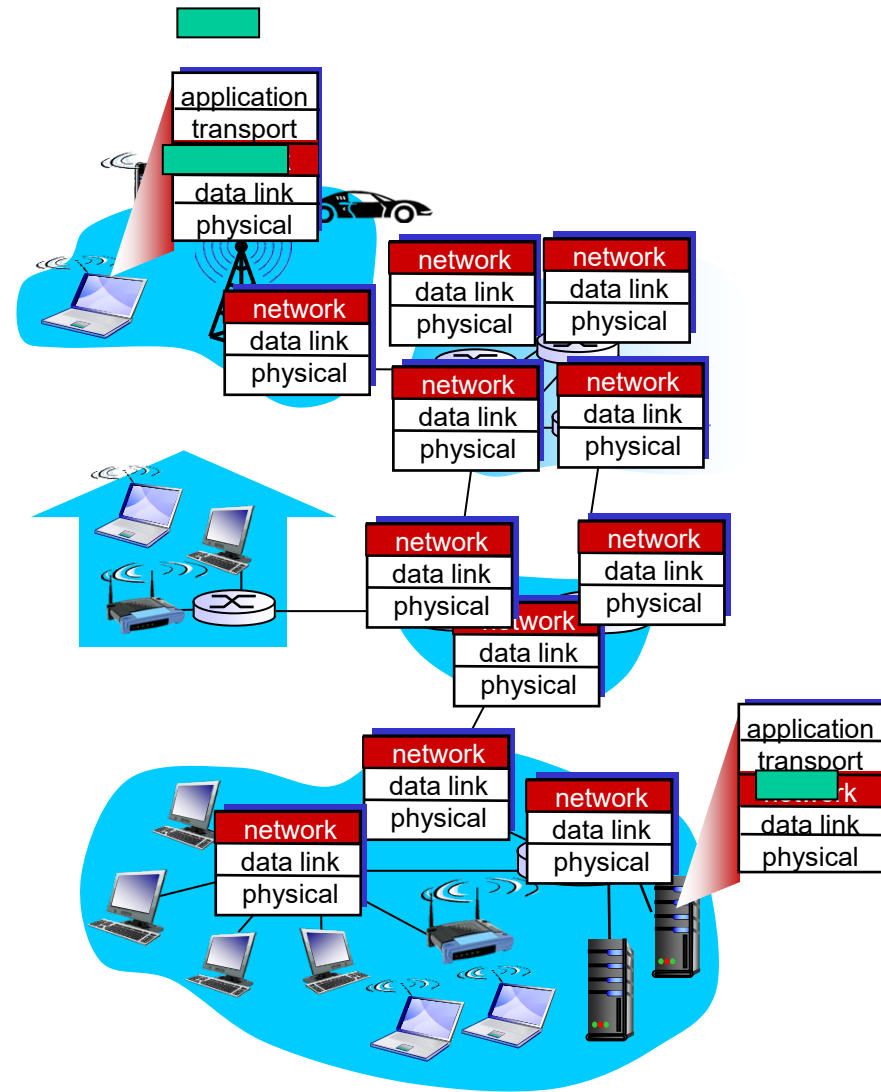 application
transport
data link
physical
network
data link
physical
network
data link
physical
network
data link
physical
network
data link
physical
network
data link
physical
network
data link
physical
network
data link
physical
network
data link
physical
application
transport
network
data link
physical
network
data link
physical
network
data link
physical
network
data link
physical